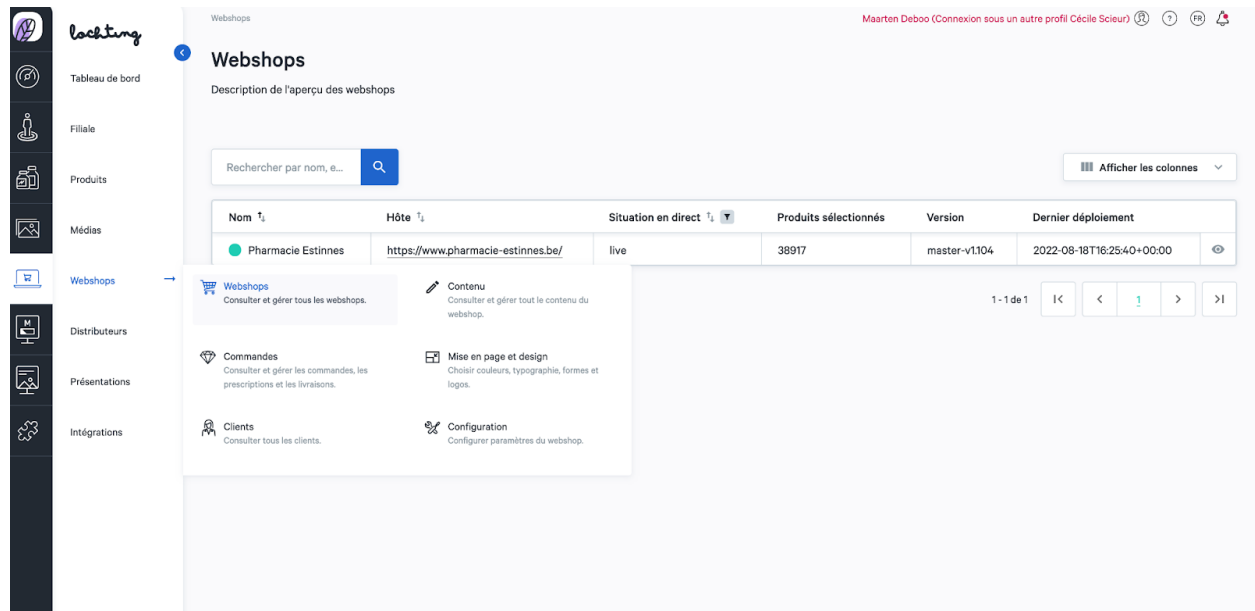 Webshops
Maarten Deboo (Connexion sous un autre profil Cécile Scieur) ? FR
lochting
Webshops
Description de l'aperçu des webshops
Tableau de bord
Filiale
Produits
Médias
Webshops
Distributeurs
Présentations
Intégrations
Rechercher par nom, e...
Afficher les colonnes
Nom Hôte Situation en direct Produits sélectionnés Version Dernier déploiement
Pharmacie Estinnes https://www.pharmacie-estinnes.be/ live 38917 master-v1.104 2022-08-18T16:25:40+00:00
1 - 1 de 1 1
Webshops
Consulter et gérer tous les webshops.
Contenu
Consulter et gérer tout le contenu du
webshop.
Commandes
Consulter et gérer les commandes, les
prescriptions et les livraisons.
Mise en page et design
Choisir couleurs, typographie, formes et
logos.
Clients
Consulter tous les clients.
Configuration
Configurer paramètres du webshop.
M